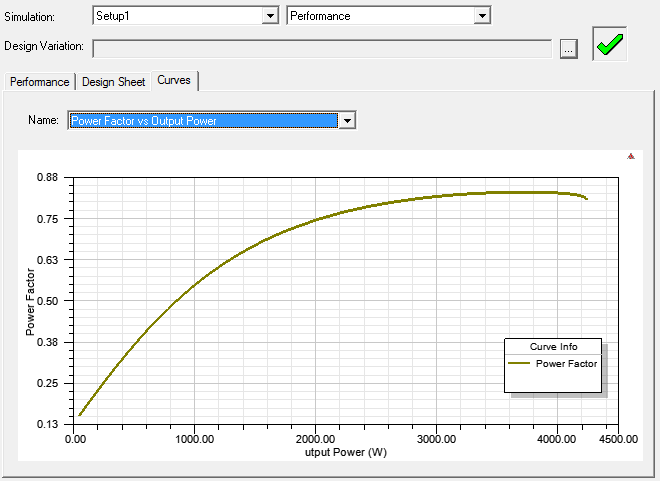 Simulation: Setup1 Performance
Design Variation: ...
Performance Design Sheet Curves
Name: Power Factor vs Output Power
0.88
0.75
0.63
0.50
0.38
0.25
0.13
Power Factor
Curve Info
Power Factor
0.00 1000.00 2000.00 3000.00 4000.00 4500.00
utput Power (W)